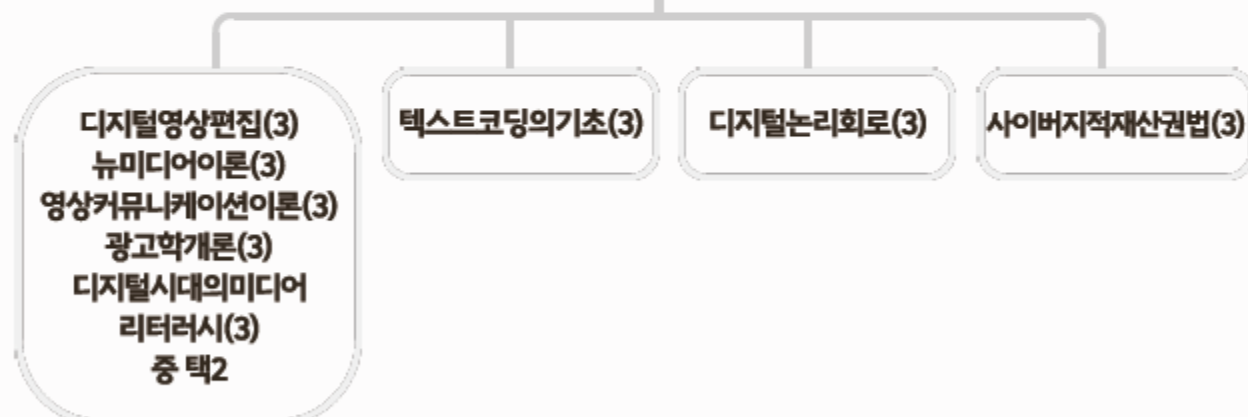 디지털영상편집(3)
뉴미디어이론(3)
영상커뮤니케이션이론(3)
광고학개론(3)
디지털시대의미디어
리터러시(3)
중 택2
텍스트코딩의기초(3)
디지털논리회로(3)
사이버지적재산권법(3)